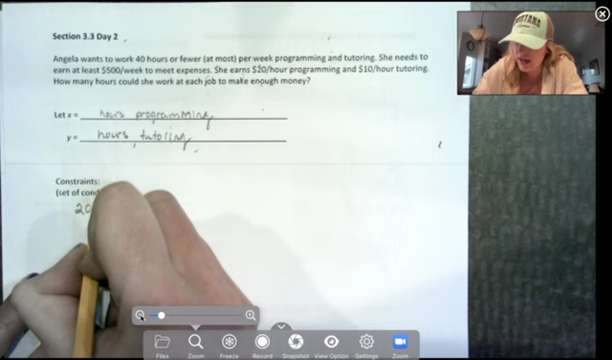 Section 3.3 Day 2
Angela wants to work 40 hours or fewer (at most) per week programming and tutoring. She needs to
earn at least $500/week to meet expenses. She earns $20/hour programming and $10/hour tutoring.
How many hours could she work at each job to make enough money?
Let x = hours programming
y = hours tutoring
Constraints:
(set of cond
20
MONTANA
Files
Zoom
Freeze
Record
Snapshot
View Option
Settings
Zoom